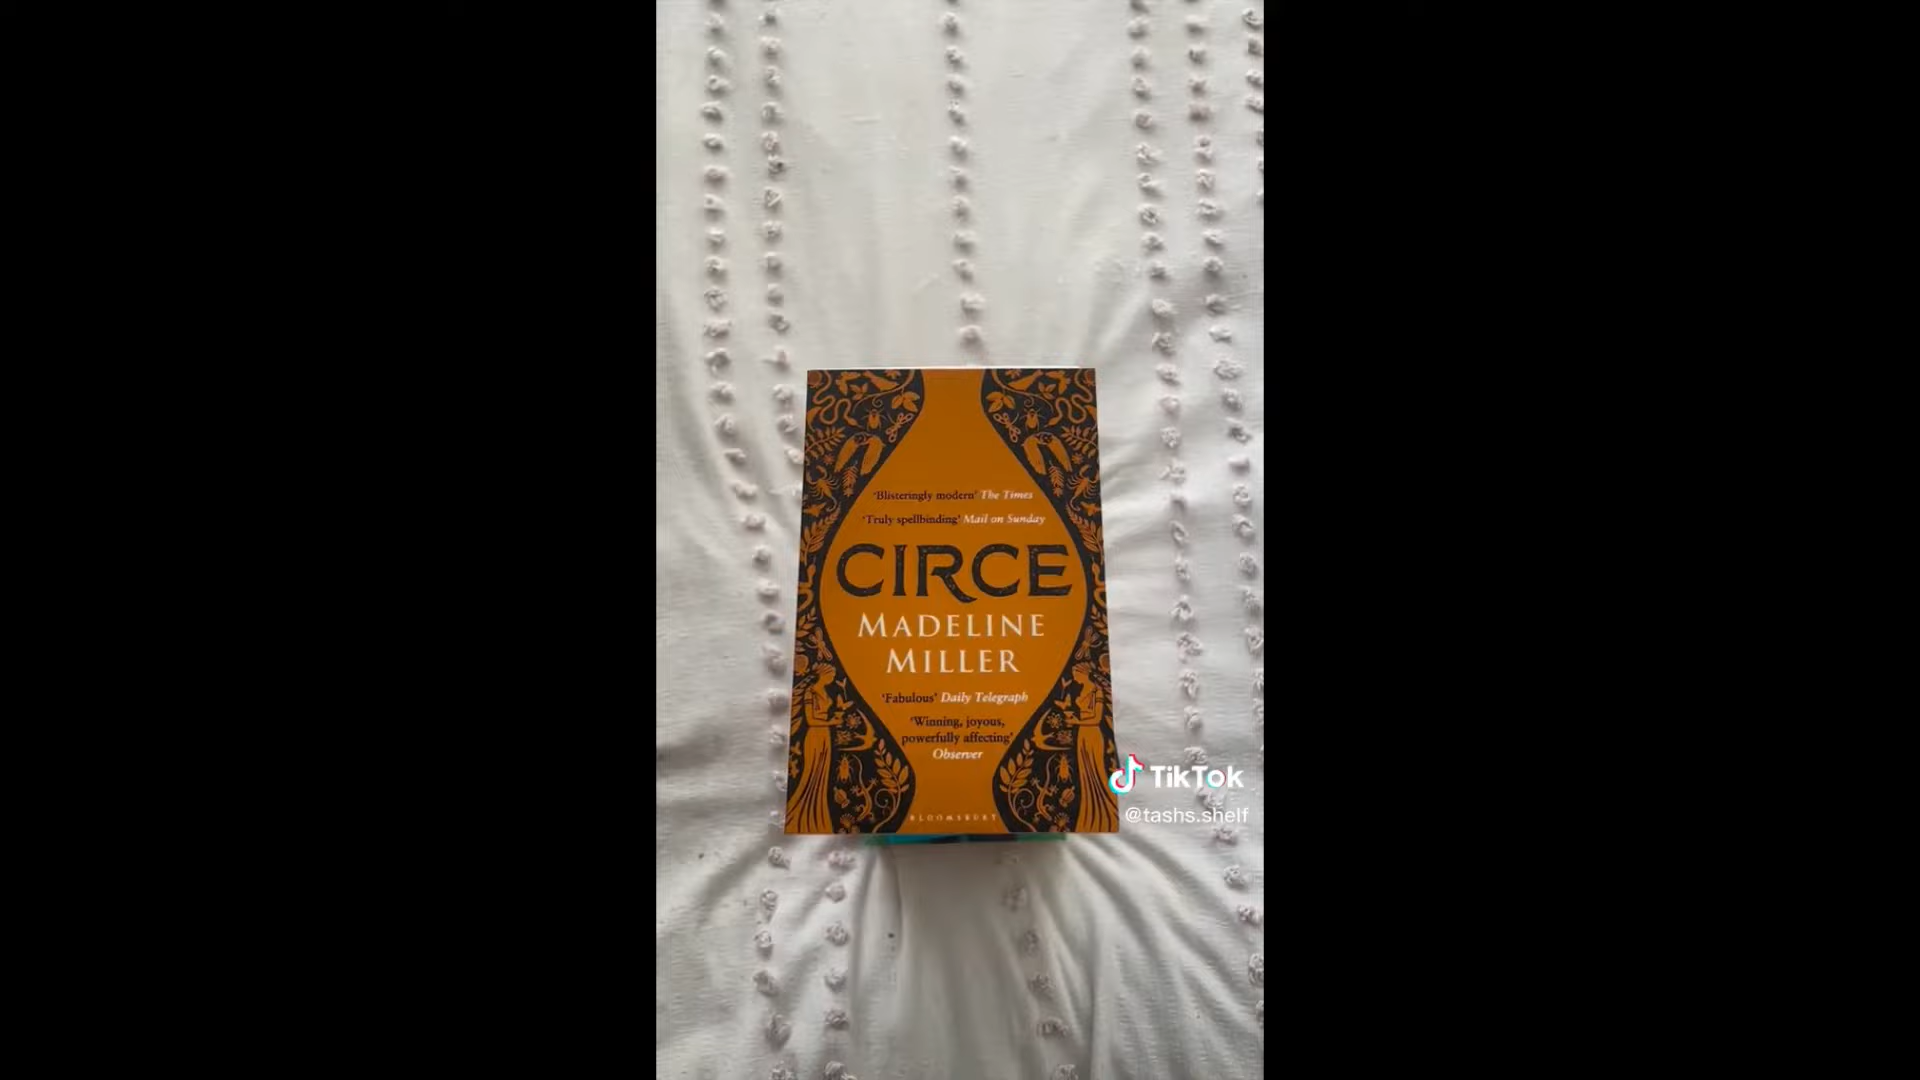 'Blisteringly modern' The Times
'Truly spellbinding' Mail on Sunday
CIRCE
MADELINE
MILLER
'Fabulous' Daily Telegraph
'Winning, joyous,
powerfully affecting'
Observer
BLOOMSBURY
TikTok
@tashs.shelf